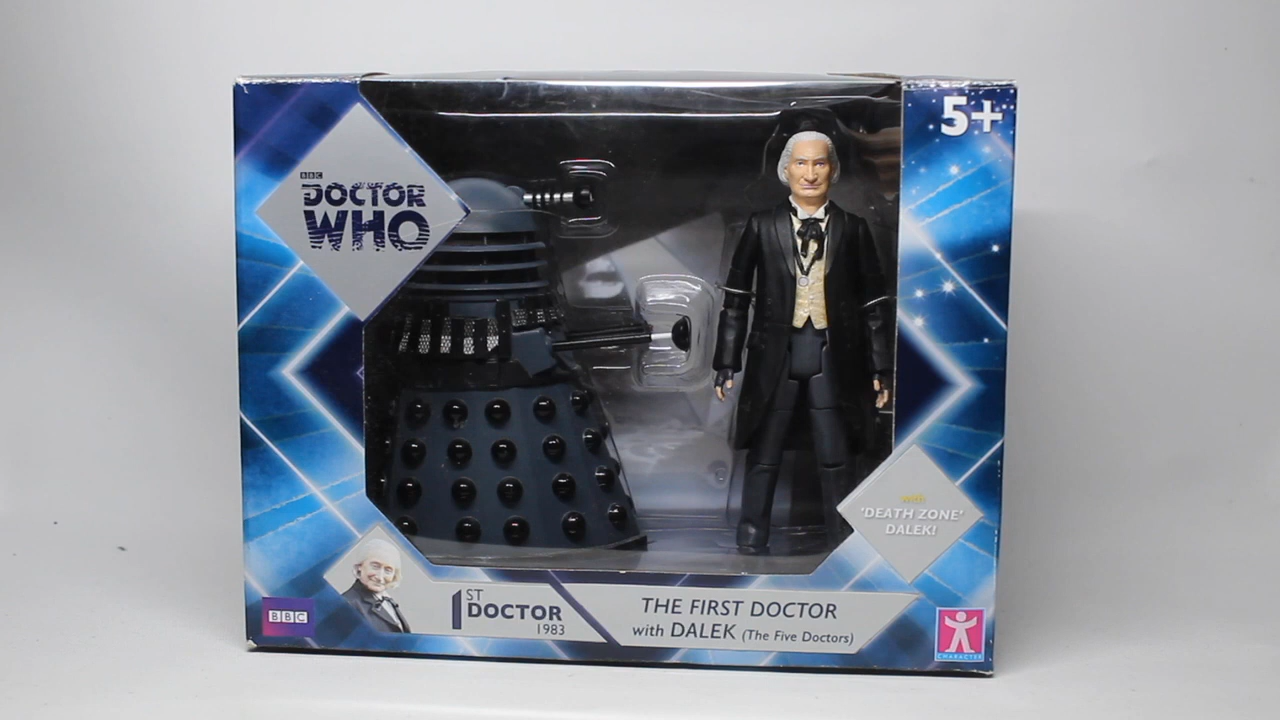 BBC
DOCTOR
WHO
5+
with
'DEATH ZONE'
DALEK!
BBC
1ST
DOCTOR
1983
THE FIRST DOCTOR
with DALEK (The Five Doctors)
CHARACTER